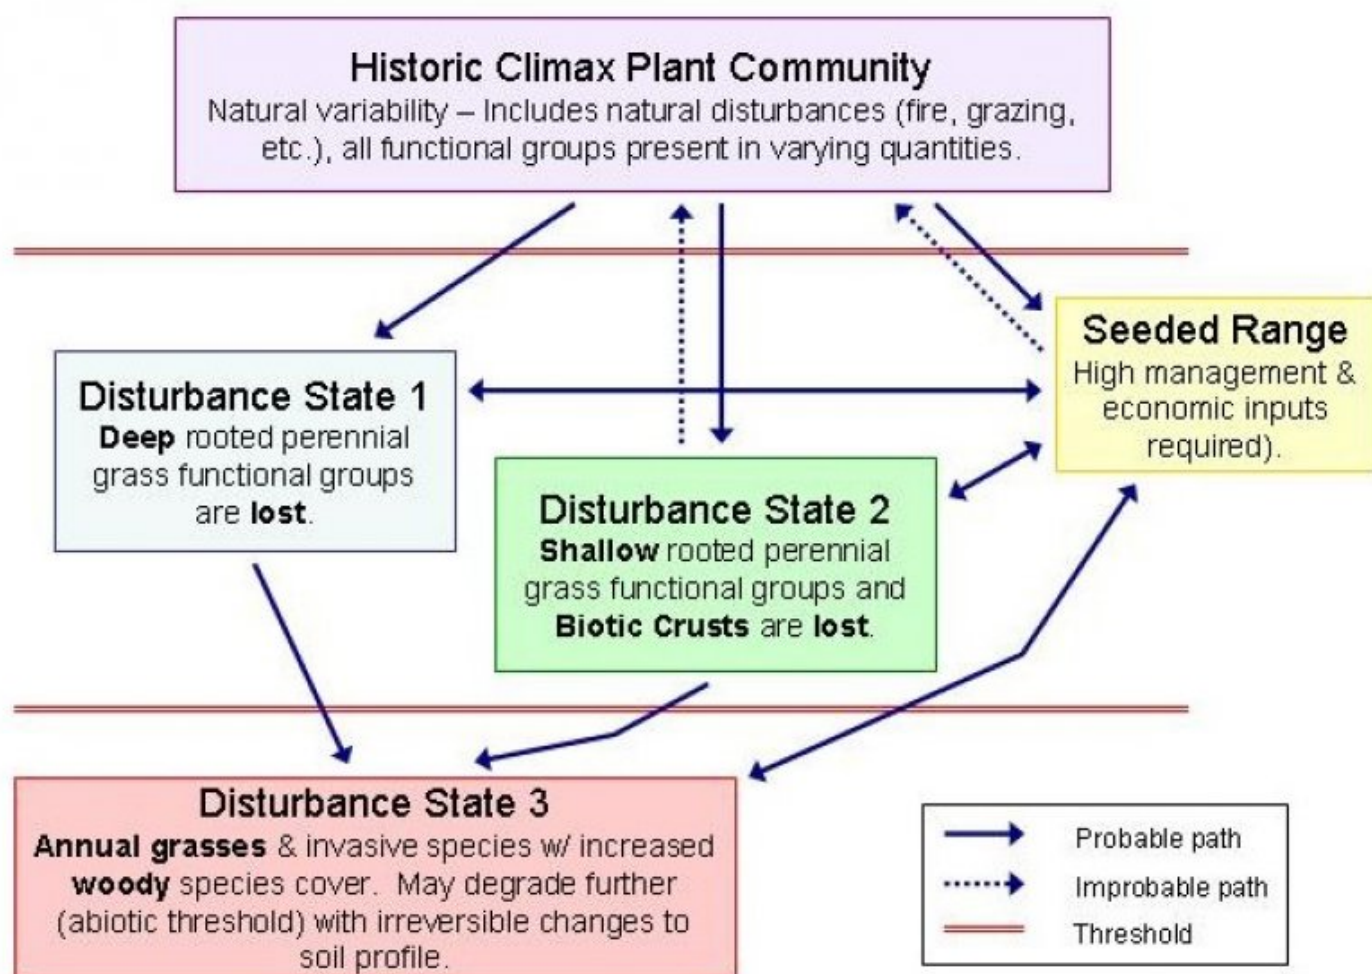 Historic Climax Plant Community
Natural variability – Includes natural disturbances (fire, grazing,
etc.), all functional groups present in varying quantities.
Seeded Range
High management &
economic inputs
required).
Disturbance State 1
Deep rooted perennial
grass functional groups
are lost.
Disturbance State 2
Shallow rooted perennial
grass functional groups and
Biotic Crusts are lost.
Disturbance State 3
Annual grasses & invasive species w/ increased
woody species cover. May degrade further
(abiotic threshold) with irreversible changes to
soil profile.
Probable path
Improbable path
Threshold